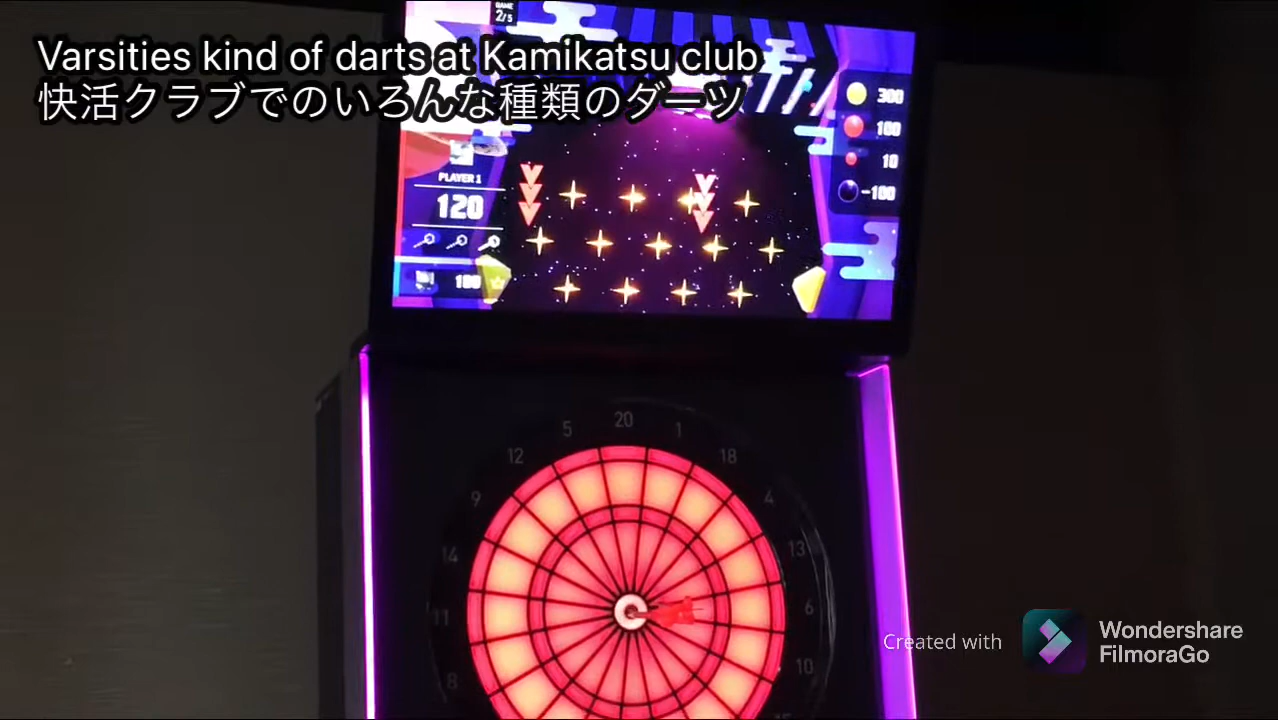 Varsities kind of darts at Kamikatsu club
快活クラブでのいろんな種類のダーツ
GAME
2/5
300
100
10
-100
PLAYER 1
120
100
20
5
1
12
18
9
4
14
13
11
6
8
10
Created with
Wondershare
FilmoraGo